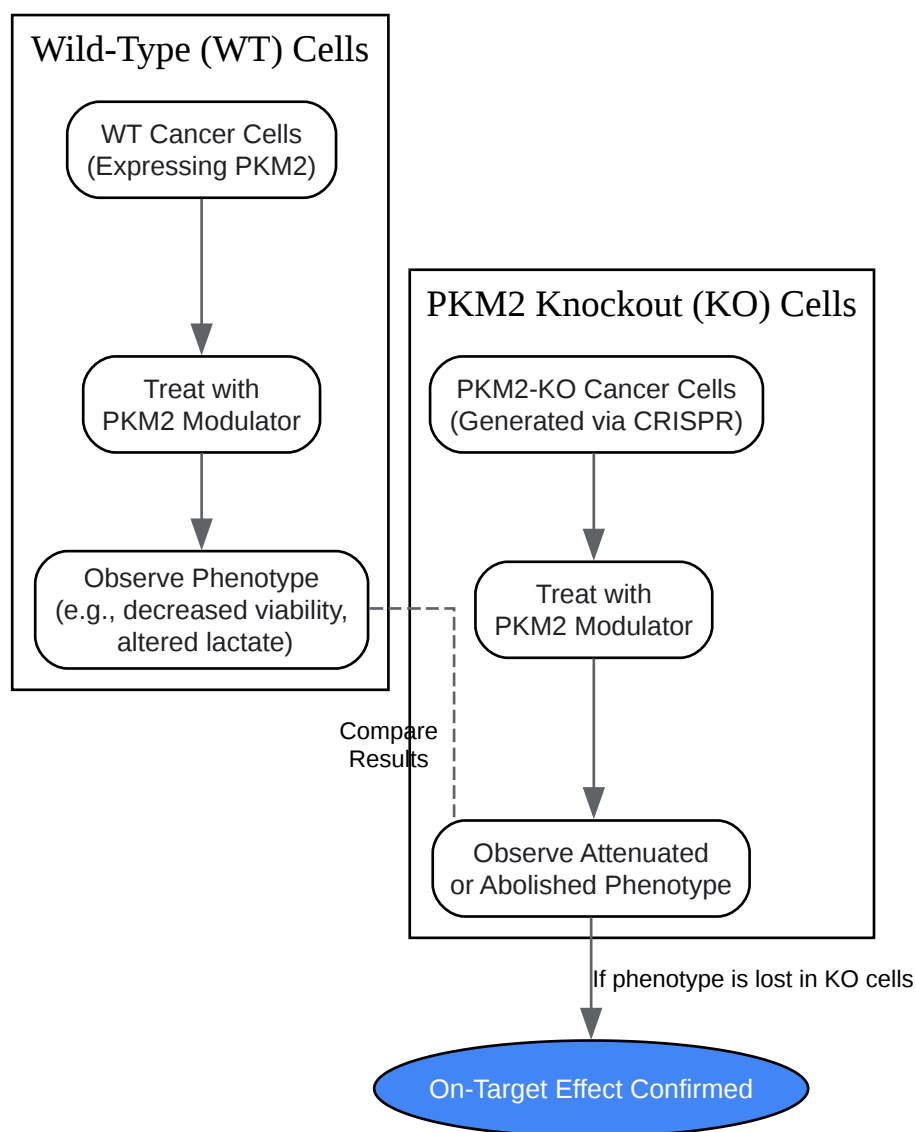 Wild-Type (WT) Cells
WT Cancer Cells
(Expressing PKM2)
Treat with
PKM2 Modulator
Observe Phenotype
(e.g., decreased viability,
altered lactate)
PKM2 Knockout (KO) Cells
PKM2-KO Cancer Cells
(Generated via CRISPR)
Treat with
PKM2 Modulator
Compare
Results
Observe Attenuated
or Abolished Phenotype
If phenotype is lost in KO cells
On-Target Effect Confirmed